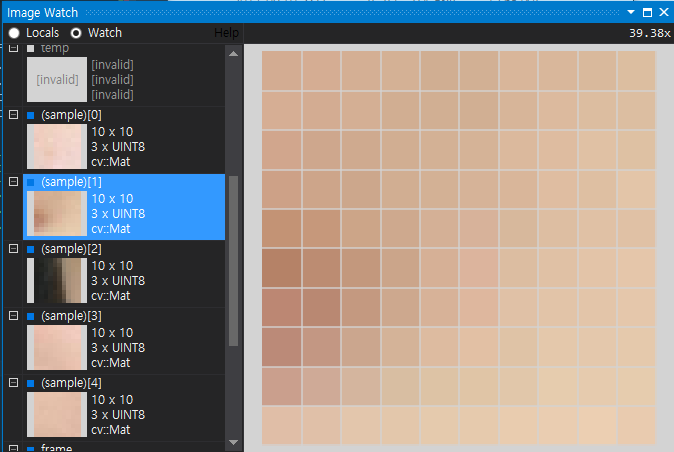 Image Watch
Locals Watch Help
39.38x
temp
[invalid]
[invalid]
[invalid]
[invalid]
(sample)[0]
10 x 10
3 x UINT8
cv::Mat
(sample)[1]
10 x 10
3 x UINT8
cv::Mat
(sample)[2]
10 x 10
3 x UINT8
cv::Mat
(sample)[3]
10 x 10
3 x UINT8
cv::Mat
(sample)[4]
10 x 10
3 x UINT8
cv::Mat
frame